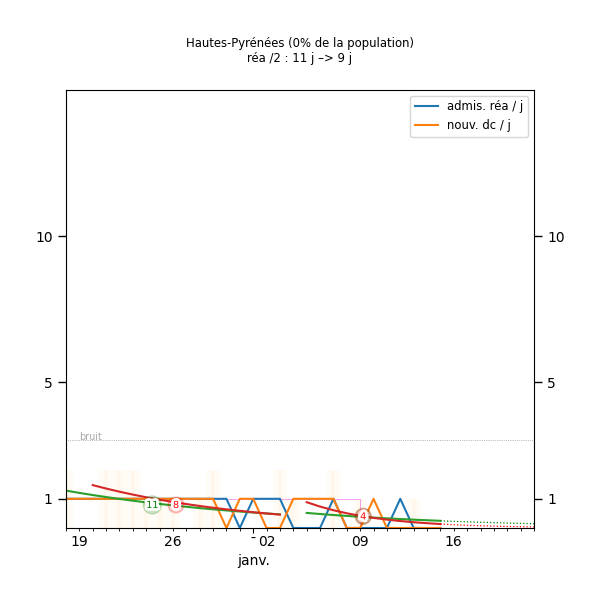 Hautes-Pyrénées (0% de la population)
réa /2 : 11 j –> 9 j
admis. réa / j
nouv. dc / j
10 10
5 5
bruit
1 1
11 8 4
19 26 - 02 09 16
janv.